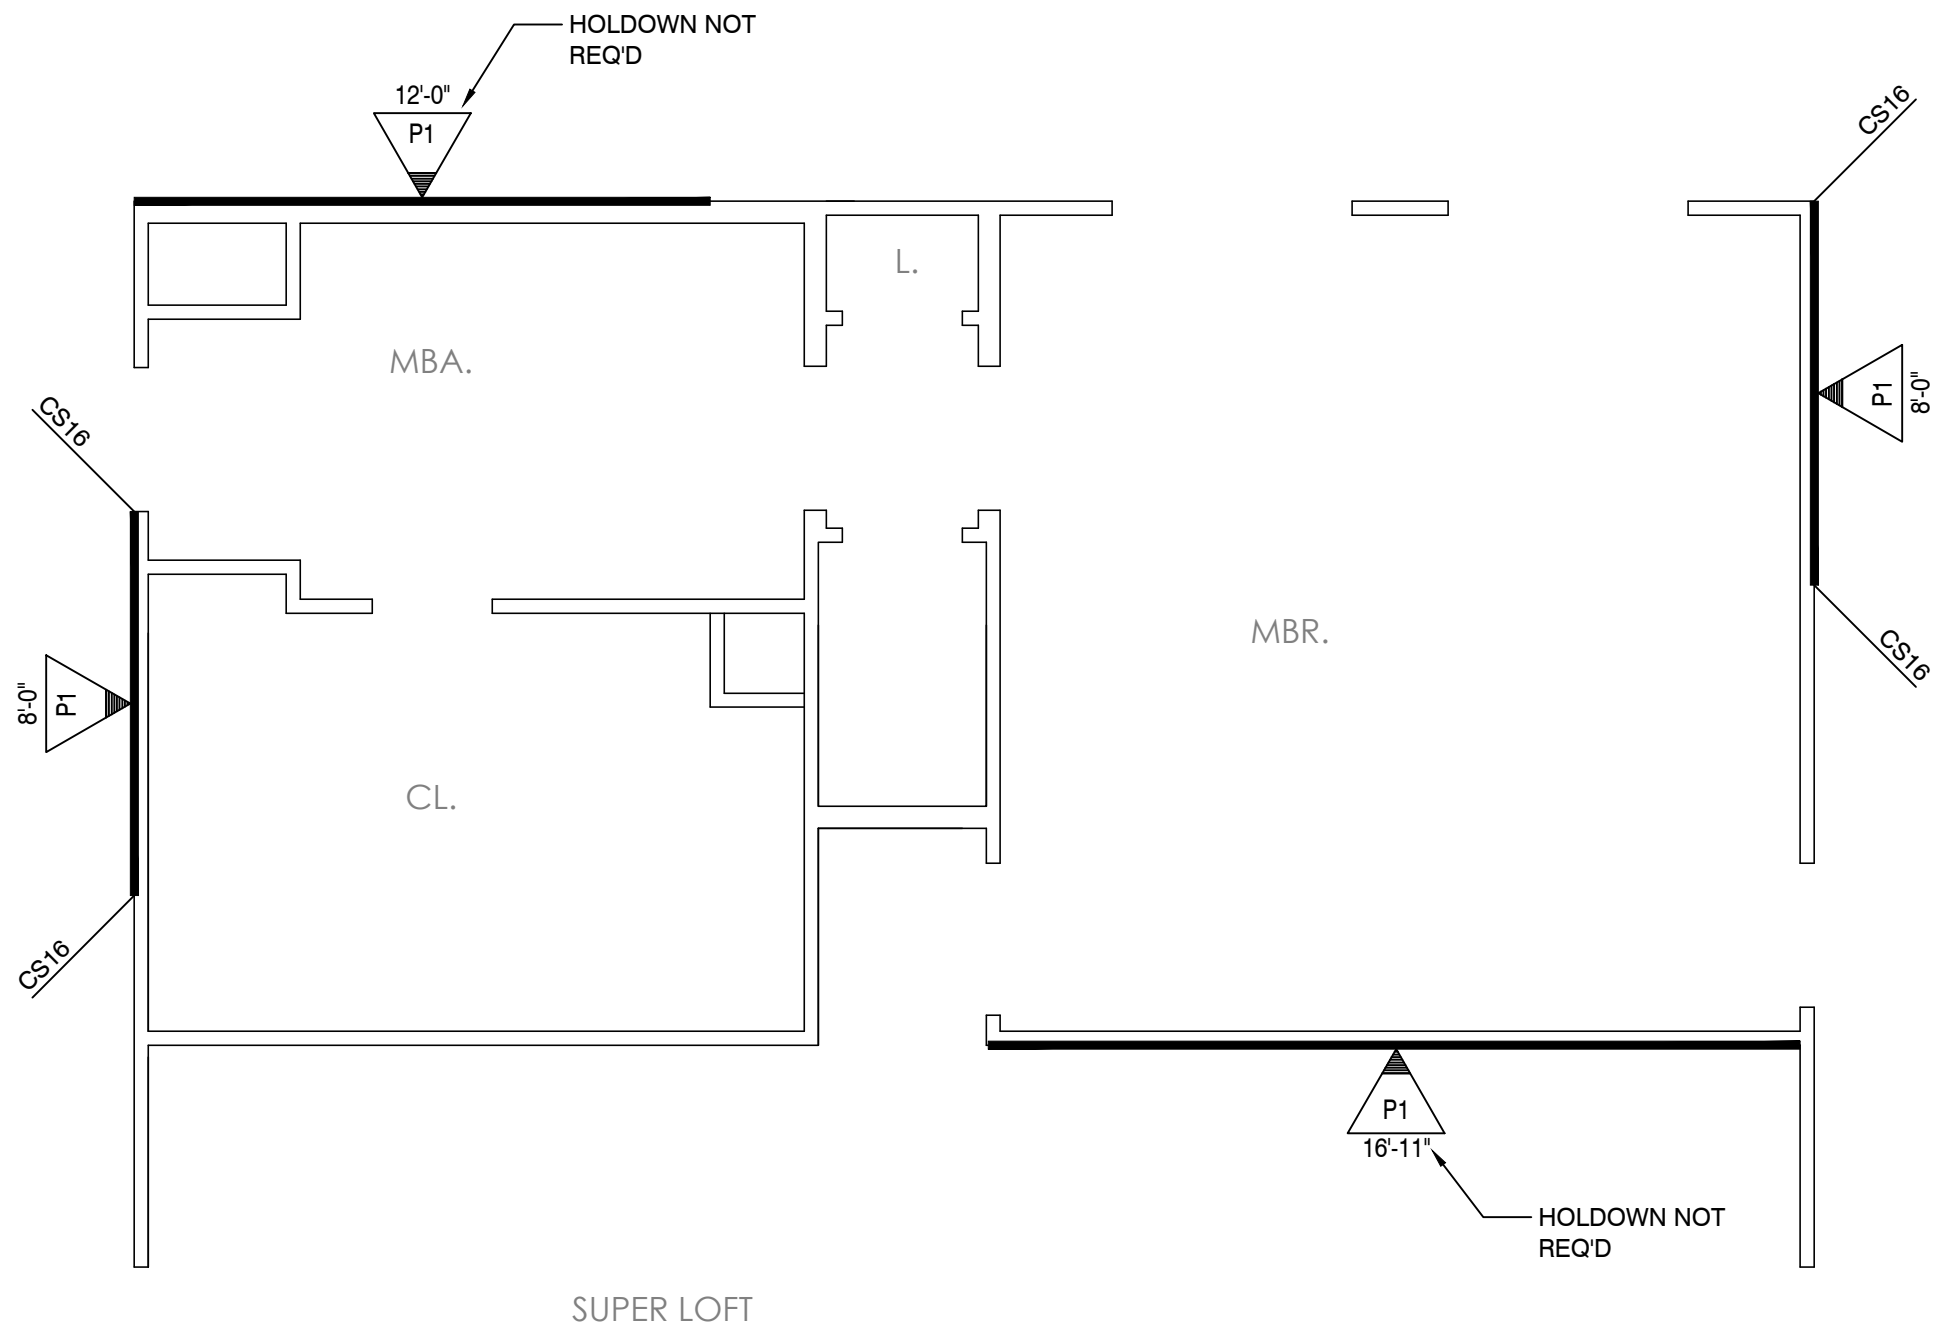 HOLDOWN NOT
REQ'D
12'-0"
P1
CS16
L.
MBA.
P1
8'-0"
CS16
MBR.
CS16
8'-0"
P1
CL.
CS16
P1
16'-11"
HOLDOWN NOT
REQ'D
SUPER LOFT